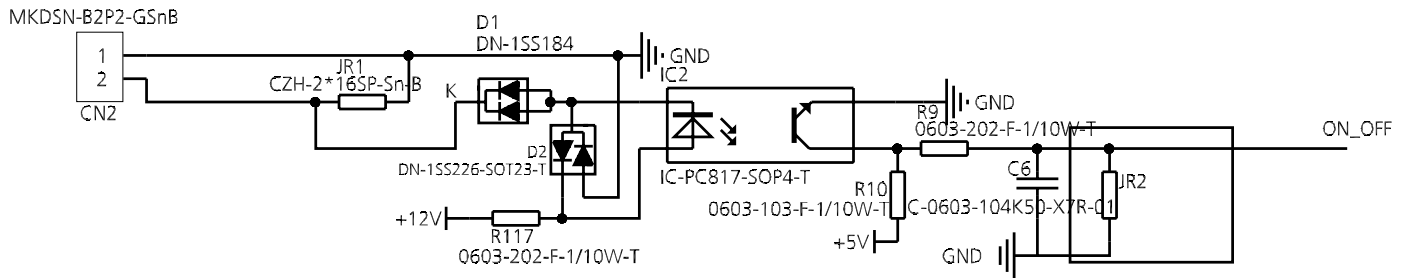 MKDSN-B2P2-GSnB
1
2
CN2
JR1
CZH-2*16SP-Sn-B
D1
DN-1SS184
K
GND
IC2
D2
DN-1SS226-SOT23-T
+12V
R117
0603-202-F-1/10W-T
IC-PC817-SOP4-T
GND
R9
0603-202-F-1/10W-T
R10
0603-103-F-1/10W-T
+5V
C6
C-0603-104K50-X7R-01
JR2
GND
ON_OFF